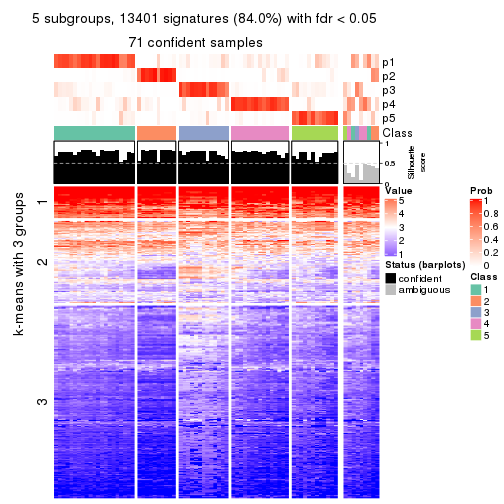 5 subgroups, 13401 signatures (84.0%) with fdr < 0.05
71 confident samples
p1
p2
p3
p4
p5
Class
1
0.5
0
Silhouette
score
k-means with 3 groups
1
2
3
Value
5
4
3
2
1
Status (barplots)
confident
ambiguous
Prob
1
0.8
0.6
0.4
0.2
0
Class
1
2
3
4
5